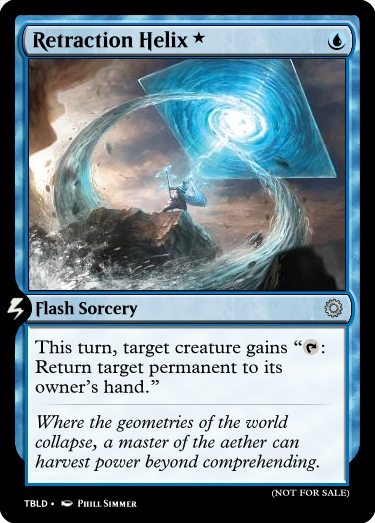 Retraction Helix ★
Flash Sorcery
This turn, target creature gains “:
Return target permanent to its
owner's hand.”
Where the geometries of the world
collapse, a master of the aether can
harvest power beyond comprehending.
(NOT FOR SALE)
TBLD • Phill Simmer